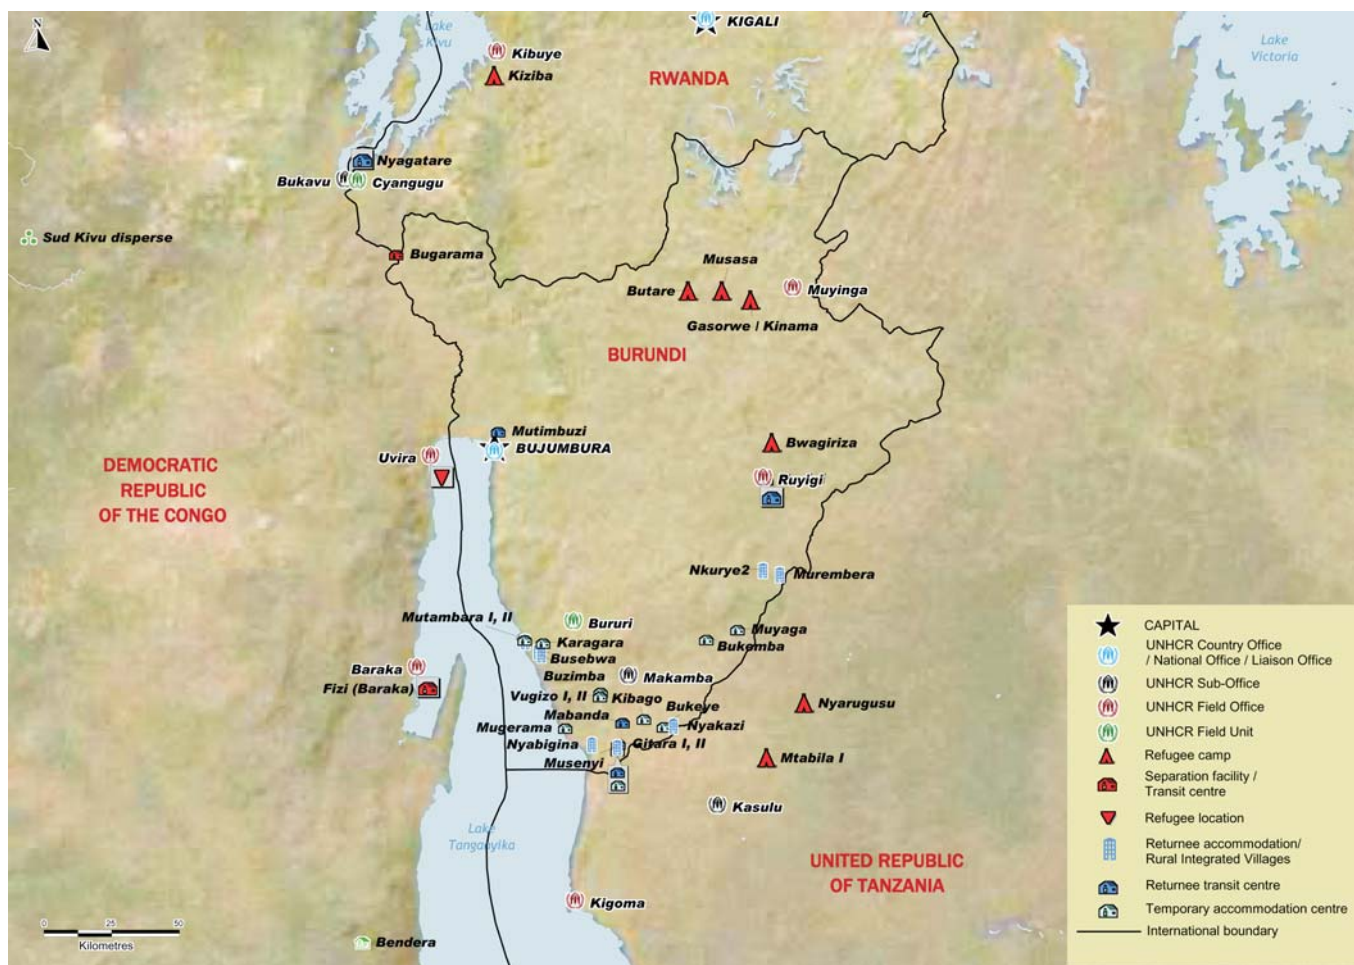 N
Lake
Kivu
KIGALI
Lake
Victoria
Kibuye
Kiziba
RWANDA
Nyagatare
Bukavu
Cyangugu
Sud Kivu disperse
Bugarama
Musasa
Butare
Muyinga
Gasorwe / Kinama
BURUNDI
Mutimbuzi
BUJUMBURA
Uvira
Bwagiriza
DEMOCRATIC
REPUBLIC
OF THE CONGO
Ruyigi
Nkurye2
Murembera
Mutambara I, II
Bururi
Muyaga
Karagara
Bukemba
Busebwa
Baraka
Buzimba
Makamba
Fizi (Baraka)
Vugizo I, II
Kibago
Nyarugusu
Bukeye
Mabanda
Mugerama
Nyakazi
Nyabigina
Gitara I, II
Musenyi
Mtabila I
Kasulu
Lake
Tanganyika
UNITED REPUBLIC
OF TANZANIA
Kigoma
Bendera
0 25 50
Kilometres
CAPITAL
UNHCR Country Office
/ National Office / Liaison Office
UNHCR Sub-Office
UNHCR Field Office
UNHCR Field Unit
Refugee camp
Separation facility /
Transit centre
Refugee location
Returnee accommodation/
Rural Integrated Villages
Returnee transit centre
Temporary accommodation centre
International boundary